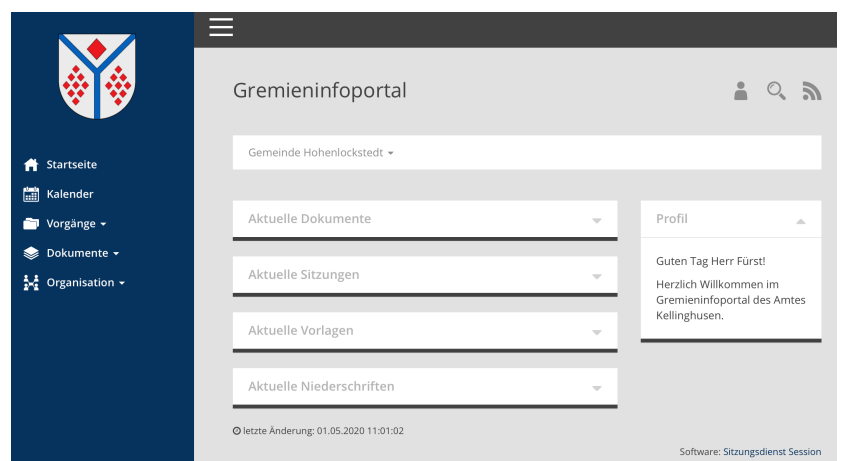 Gremieninfoportal
Gemeinde Hohenlockstedt
Startseite
Kalender
Vorgänge
Dokumente
Organisation
Aktuelle Dokumente
Aktuelle Sitzungen
Aktuelle Vorlagen
Aktuelle Niederschriften
Profil
Guten Tag Herr Fürst!
Herzlich Willkommen im
Gremieninfoportal des Amtes
Kellinghusen.
letzte Änderung: 01.05.2020 11:01:02
Software: Sitzungsdienst Session